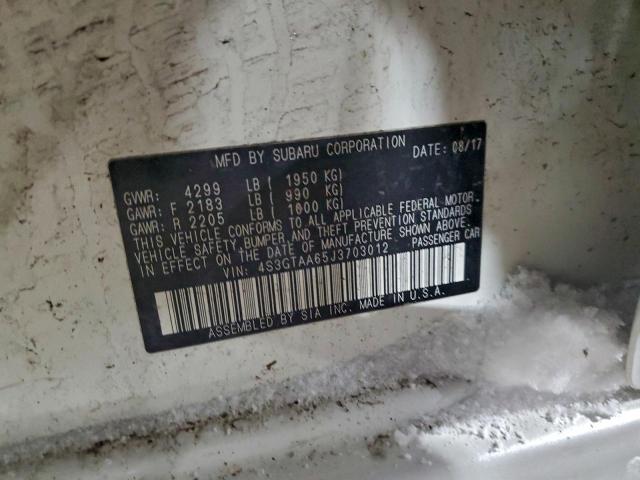 MFD BY SUBARU CORPORATION DATE: 08/17
GVWR: 4299 LB ( 1950 KG)
GAWR: F 2183 LB ( 990 KG)
GAWR: R 2205 LB ( 1000 KG)
THIS VEHICLE CONFORMS TO ALL APPLICABLE FEDERAL MOTOR
VEHICLE SAFETY, BUMPER AND THEFT PREVENTION STANDARDS
IN EFFECT ON THE DATE OF MANUFACTURE SHOWN ABOVE.
VIN: 4S3GTAA65J3703012 PASSENGER CAR
ASSEMBLED BY SIA INC. MADE IN U.S.A.